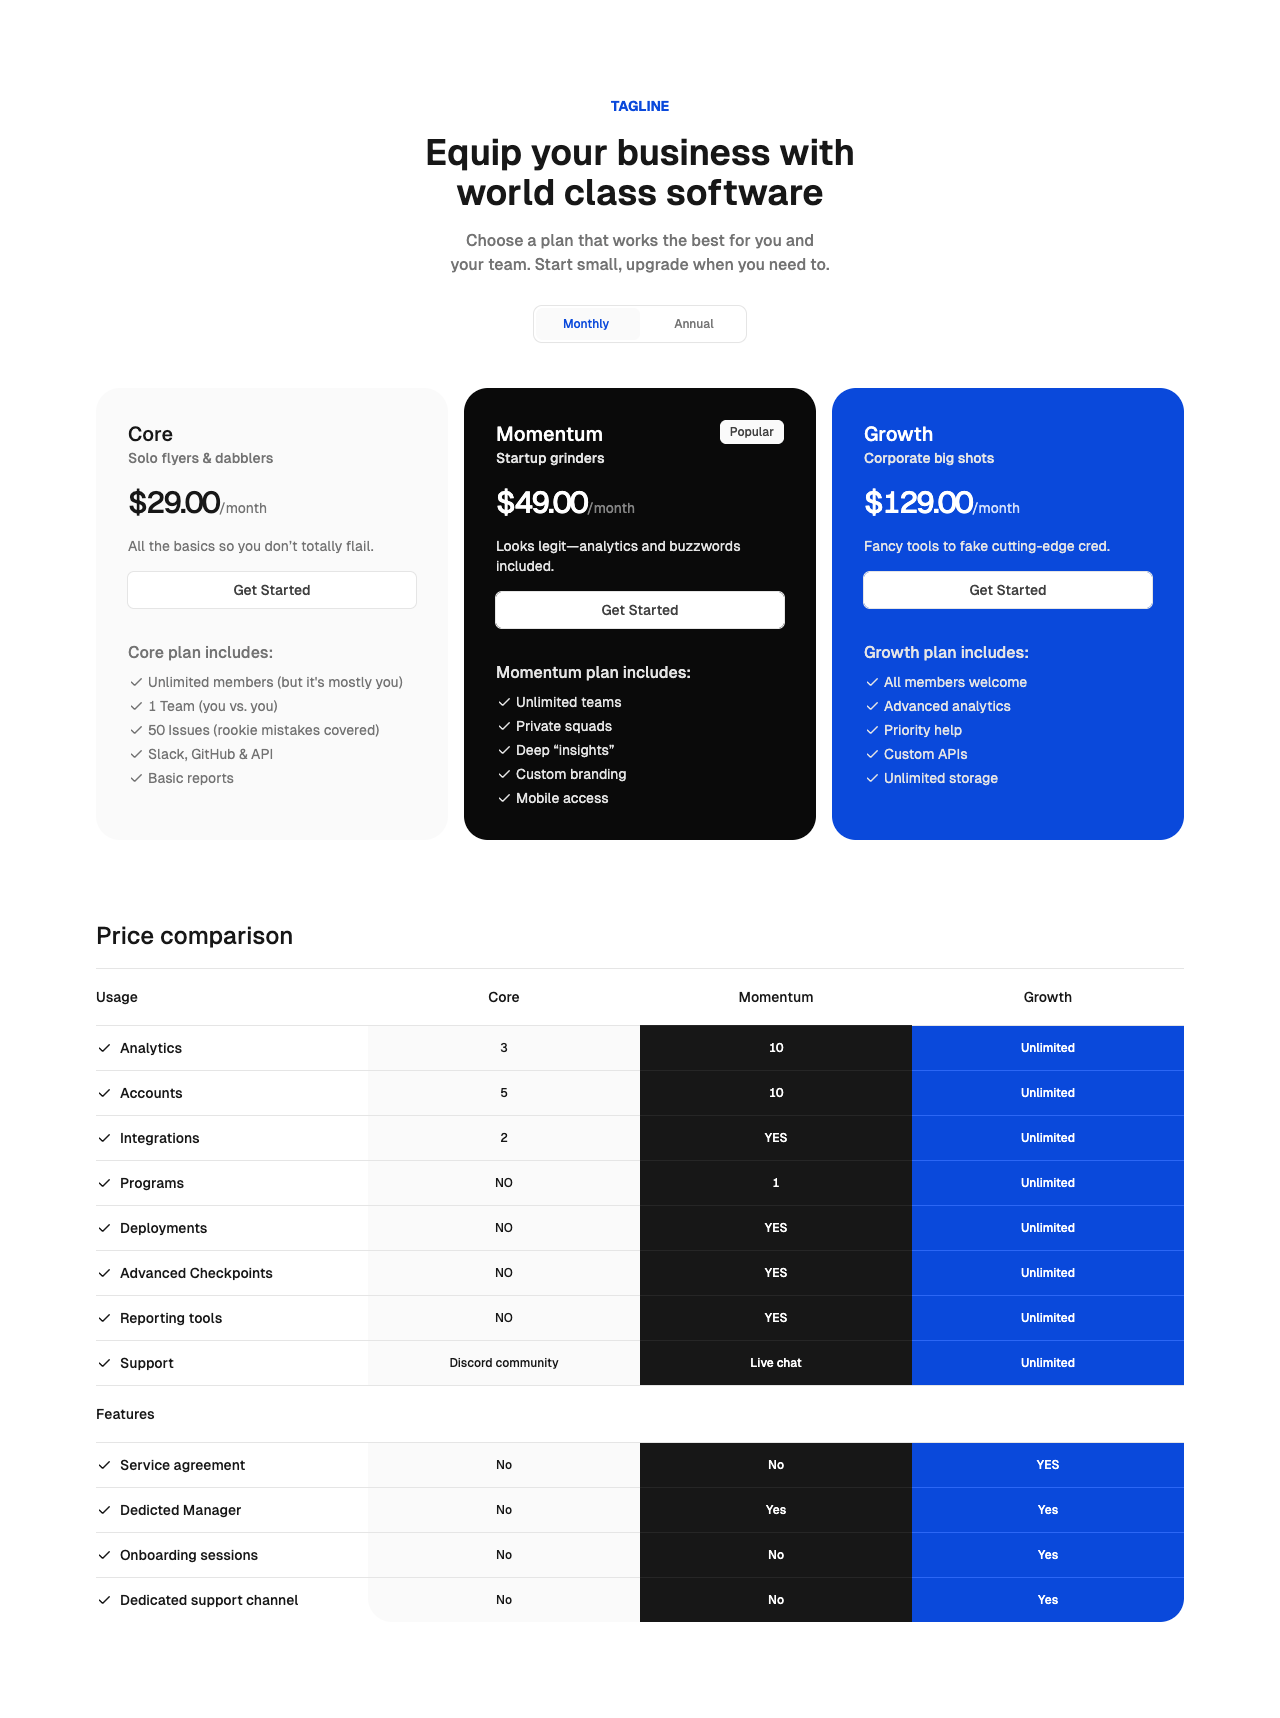 TAGLINE
Equip your business with
world class software
Choose a plan that works the best for you and
your team. Start small, upgrade when you need to.
Monthly
Annual
Core
Solo flyers & dabblers
$29.00/month
All the basics so you don’t totally flail.
Get Started
Core plan includes:
Unlimited members (but it's mostly you)
1 Team (you vs. you)
50 Issues (rookie mistakes covered)
Slack, GitHub & API
Basic reports
Momentum
Popular
Startup grinders
$49.00/month
Looks legit—analytics and buzzwords
included.
Get Started
Momentum plan includes:
Unlimited teams
Private squads
Deep “insights”
Custom branding
Mobile access
Growth
Corporate big shots
$129.00/month
Fancy tools to fake cutting-edge cred.
Get Started
Growth plan includes:
All members welcome
Advanced analytics
Priority help
Custom APIs
Unlimited storage
Price comparison
Usage Core Momentum Growth
Analytics 3 10 Unlimited
Accounts 5 10 Unlimited
Integrations 2 YES Unlimited
Programs NO 1 Unlimited
Deployments NO YES Unlimited
Advanced Checkpoints NO YES Unlimited
Reporting tools NO YES Unlimited
Support Discord community Live chat Unlimited
Features
Service agreement No No YES
Dedicted Manager No Yes Yes
Onboarding sessions No No Yes
Dedicated support channel No No Yes